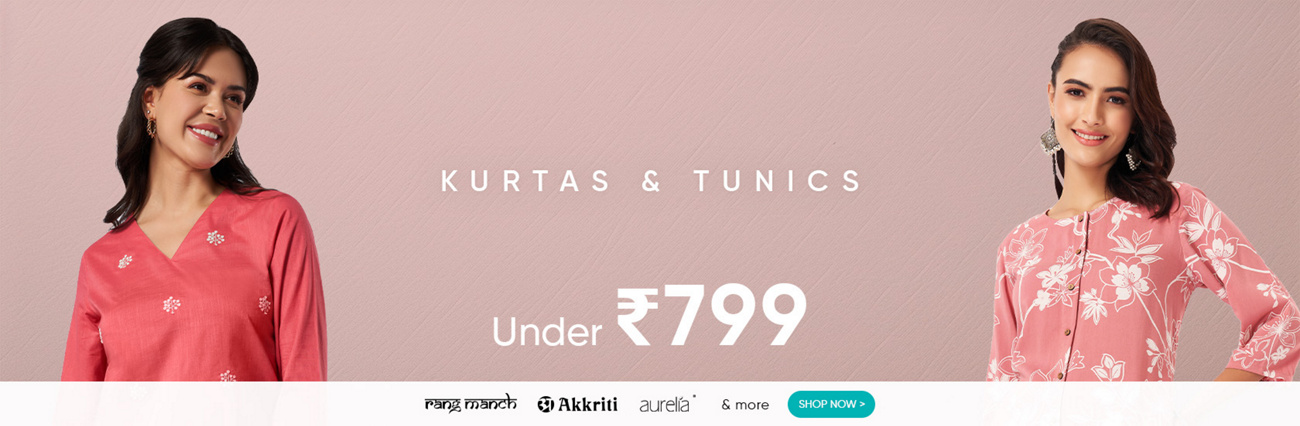 KURTAS & TUNICS
Under ₹799
rang manch Akkriti aurelia & more SHOP NOW >